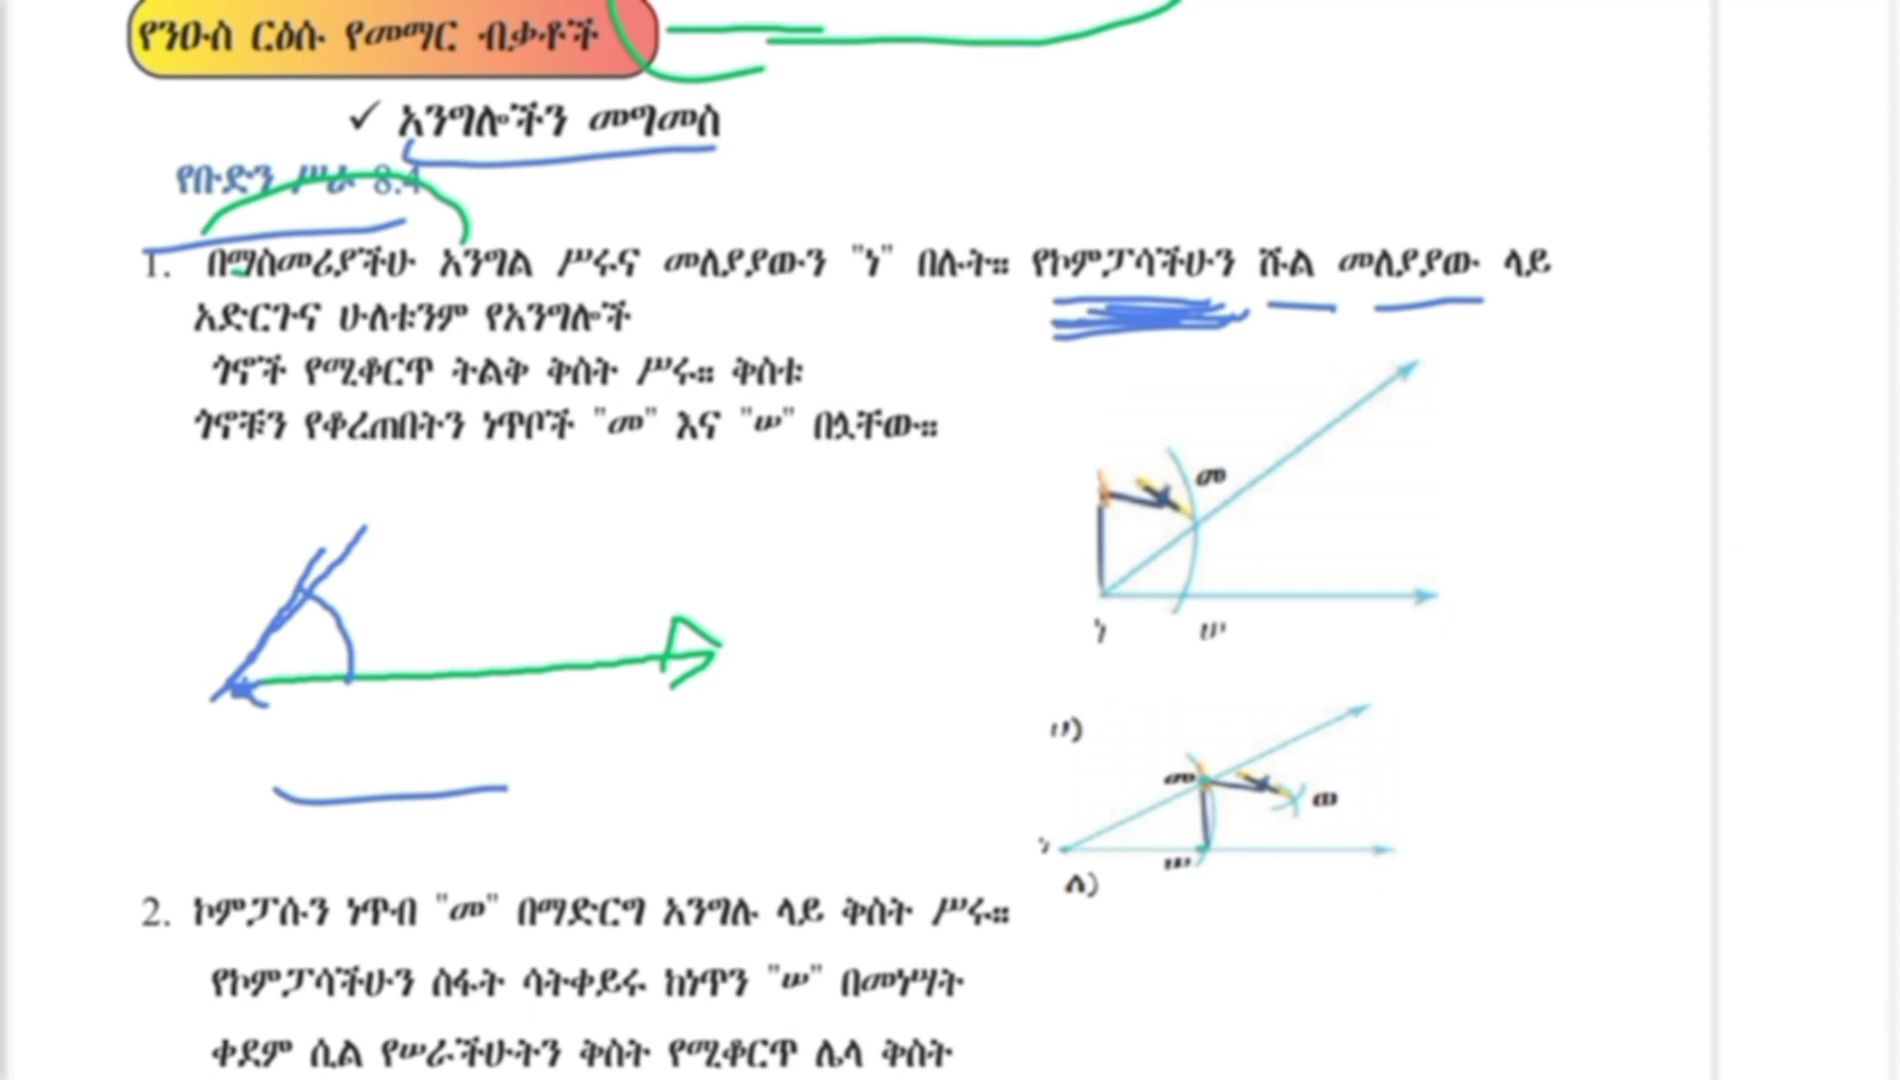 የንዑስ ርዕሱ የመማር ብቃቶች
✓ አንግሎችን መግመስ
የቡድን ሥራ 8.4
1. በማስመሪያችሁ አንግል ሥሩና መለያያውን "ነ" በሉት። የኮምፓሳችሁን ሹል መለያያው ላይ
አድርጉና ሁለቱንም የአንግሎች
ጎኖች የሚቆርጥ ትልቅ ቅስት ሥሩ። ቅስቱ
ጎኖቹን የቆረጠበትን ነጥቦች "መ" እና "ሠ" በሏቸው።
መ
ነ ሠ
ሀ)
መ ወ
ነ ሠ
ለ)
2. ኮምፓሱን ነጥብ "መ" በማድርግ አንግሉ ላይ ቅስት ሥሩ።
የኮምፓሳችሁን ስፋት ሳትቀይሩ ከነጥን "ሠ" በመነሣት
ቀደም ሲል የሠራችሁትን ቅስት የሚቆርጥ ሌላ ቅስት